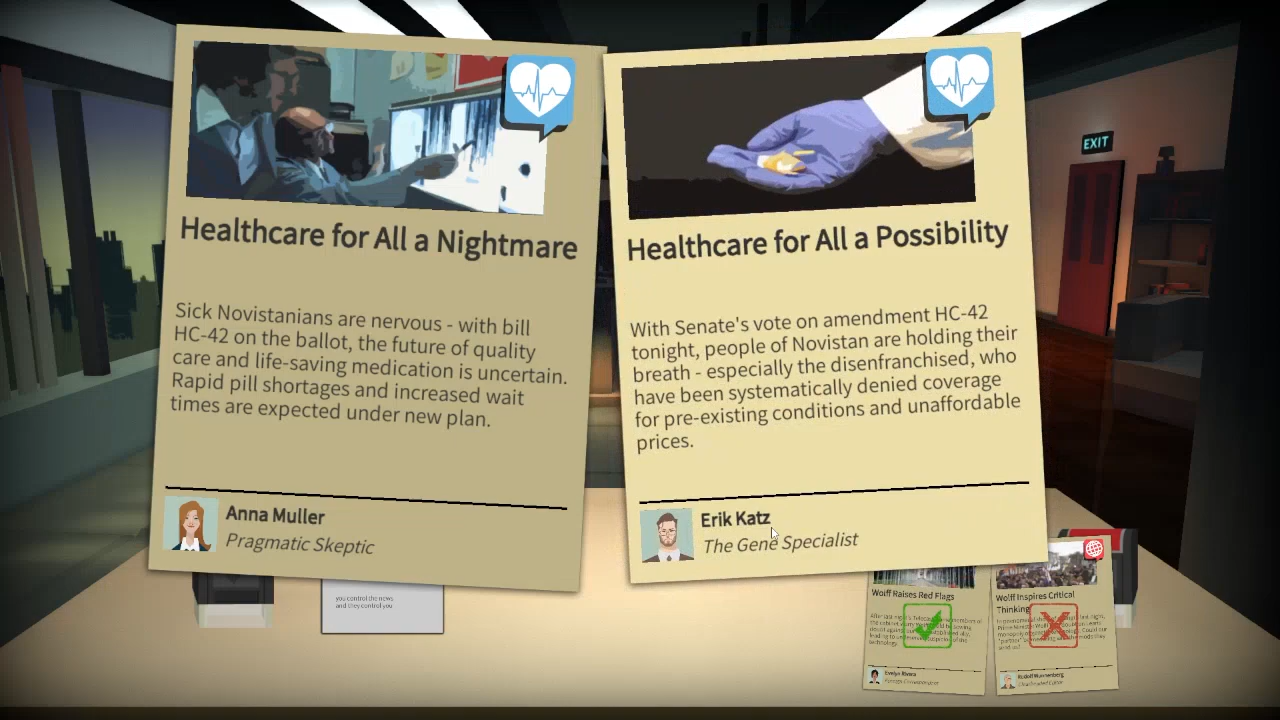 Healthcare for All a Nightmare
Sick Novistanians are nervous - with bill
HC-42 on the ballot, the future of quality
care and life-saving medication is uncertain.
Rapid pill shortages and increased wait
times are expected under new plan.
Anna Muller
Pragmatic Skeptic
Healthcare for All a Possibility
With Senate's vote on amendment HC-42
tonight, people of Novistan are holding their
breath - especially the disenfranchised, who
have been systematically denied coverage
for pre-existing conditions and unaffordable
prices.
Erik Katz
The Gene Specialist
EXIT
you control the news
and they control you
Wolff Raises Red Flags
Evelyn Rivera
Foreign Correspondent
Wolff Inspires Critical
Thinking